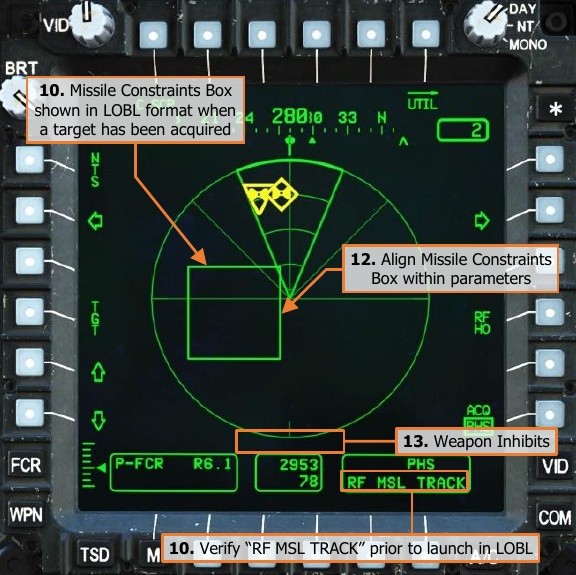 VID
DAY
NT
MONO
BRT
10. Missile Constraints Box
shown in LOBL format when
a target has been acquired
24 280 33 N
UTIL
2
*
NTS
12. Align Missile Constraints
Box within parameters
TGT
RF
HO
ACQ
13. Weapon Inhibits
FCR
P-FCR R6.1
2953
78
PHS
RF MSL TRACK
VID
WPN
COM
10. Verify “RF MSL TRACK” prior to launch in LOBL
TSD
M